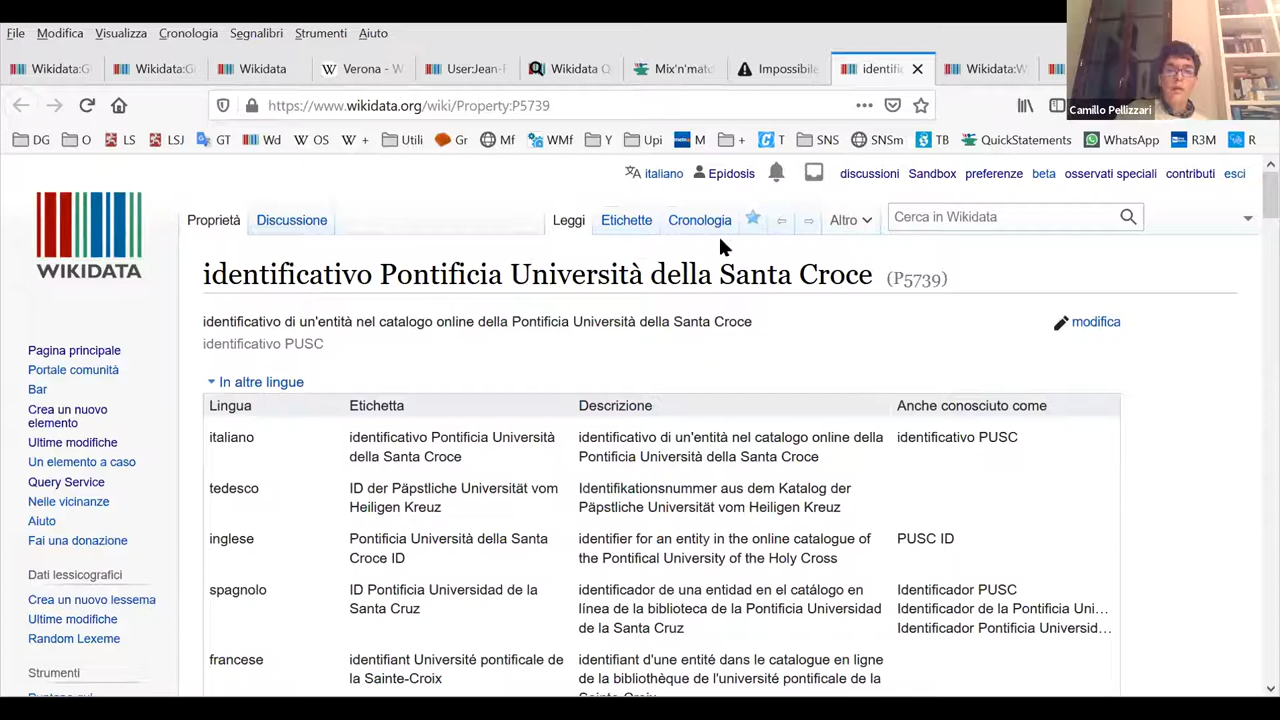 File Modifica Visualizza Cronologia Segnalibri Strumenti Aiuto
Wikidata:G Wikidata:G Wikidata Verona - W User:Jean-F Wikidata Q Mix'n'mat Impossibile identifi Wikidata:W
https://www.wikidata.org/wiki/Property:P5739
Camillo Pellizzari
DG O LS LSJ GT Wd OS + Utili Gr Mf WMf Y Upi M + T SNS SNSm TB QuickStatements WhatsApp R3M R
italiano Epidosis discussioni Sandbox preferenze beta osservati speciali contributi esci
Proprietà Discussione Leggi Etichette Cronologia Altro Cerca in Wikidata
WIKIDATA
identificativo Pontificia Università della Santa Croce (P5739)
identificativo di un'entità nel catalogo online della Pontificia Università della Santa Croce modifica
identificativo PUSC
In altre lingue
Lingua Etichetta Descrizione Anche conosciuto come
italiano identificativo Pontificia Università identificativo di un'entità nel catalogo online della identificativo PUSC
della Santa Croce Pontificia Università della Santa Croce
tedesco ID der Päpstliche Universität vom Identifikationsnummer aus dem Katalog der
Heiligen Kreuz Päpstliche Universität vom Heiligen Kreuz
inglese Pontificia Università della Santa identifier for an entity in the online catalogue of PUSC ID
Croce ID the Pontifical University of the Holy Cross
spagnolo ID Pontificia Universidad de la identificador de una entidad en el catálogo en Identificador PUSC
Santa Cruz línea de la biblioteca de la Pontificia Universidad Identificador de la Pontificia Uni...
de la Santa Cruz Identificador Pontificia Universid...
francese identifiant Université pontificale de identifiant d'une entité dans le catalogue en ligne
la Sainte-Croix de la bibliothèque de l'université pontificale de la
Sainte-Croix
Pagina principale
Portale comunità
Bar
Crea un nuovo
elemento
Ultime modifiche
Un elemento a caso
Query Service
Nelle vicinanze
Aiuto
Fai una donazione
Dati lessicografici
Crea un nuovo lessema
Ultime modifiche
Random Lexeme
Strumenti